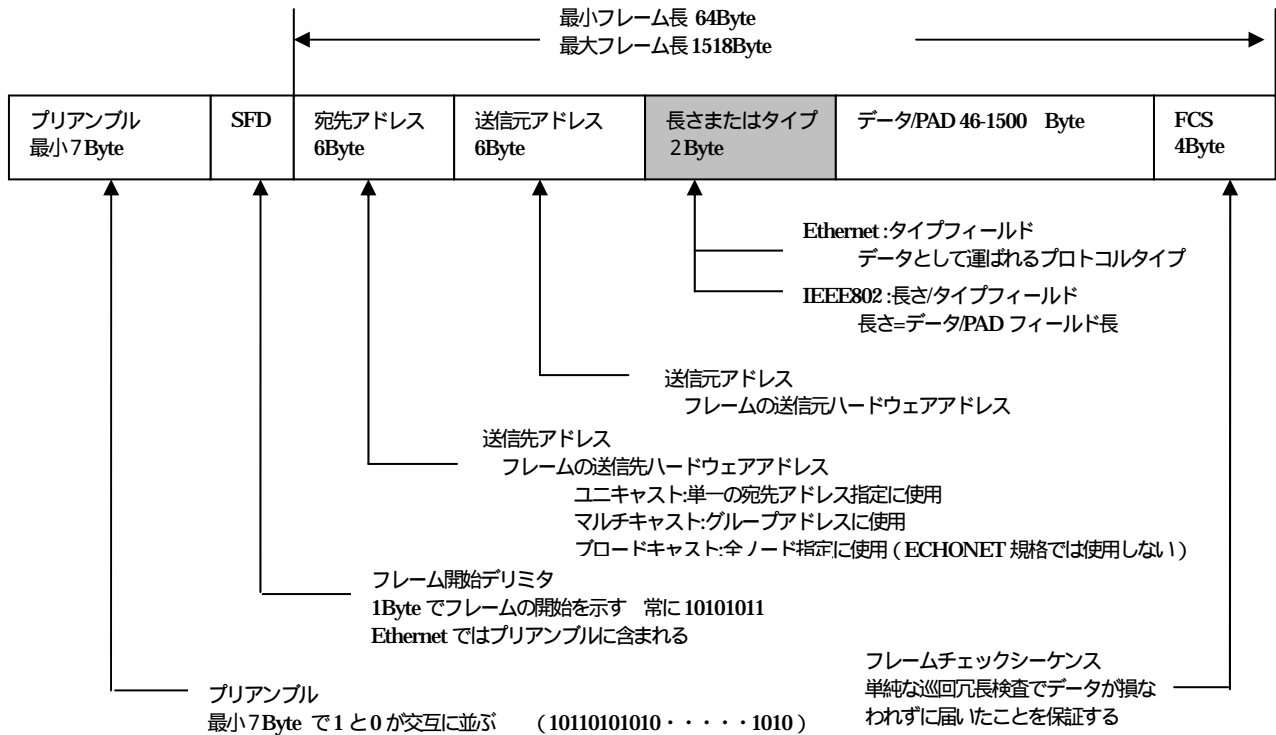 最小フレーム長 64Byte
最大フレーム長 1518Byte
プリアンブル
最小7Byte
SFD
宛先アドレス
6Byte
送信元アドレス
6Byte
長さまたはタイプ
2Byte
データ/PAD 46-1500 Byte
FCS
4Byte
Ethernet :タイプフィールド
データとして運ばれるプロトコルタイプ
IEEE802 :長さ/タイプフィールド
長さ=データ/PAD フィールド長
送信元アドレス
フレームの送信元ハードウェアアドレス
送信先アドレス
フレームの送信先ハードウェアアドレス
ユニキャスト:単一の宛先アドレス指定に使用
マルチキャスト:グループアドレスに使用
ブロードキャスト:全ノード指定に使用(ECHONET 規格では使用しない)
フレーム開始デリミタ
1Byte でフレームの開始を示す 常に 10101011
Ethernet ではプリアンブルに含まれる
フレームチェックシーケンス
単純な巡回冗長検査でデータが損な
われずに届いたことを保証する
プリアンブル
最小7Byte で1と0が交互に並ぶ (10110101010・・・・・1010)